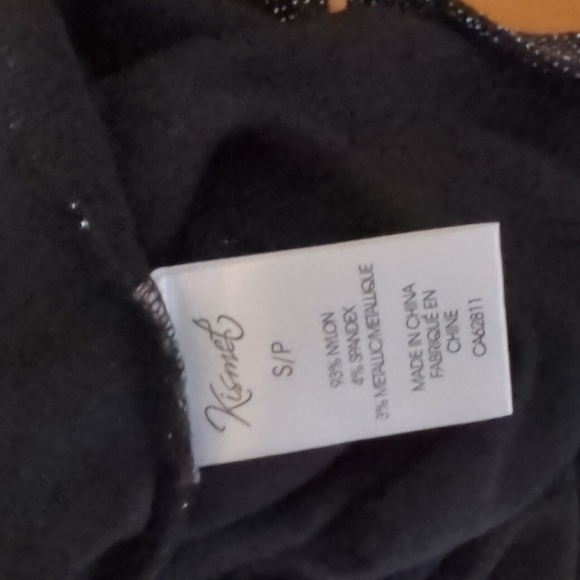 Kismet
S/P
93% NYLON
4% SPANDEX
3% METALLIC/METALLIQUE
MADE IN CHINA
FABRIQUÉ EN
CHINE
CA62811